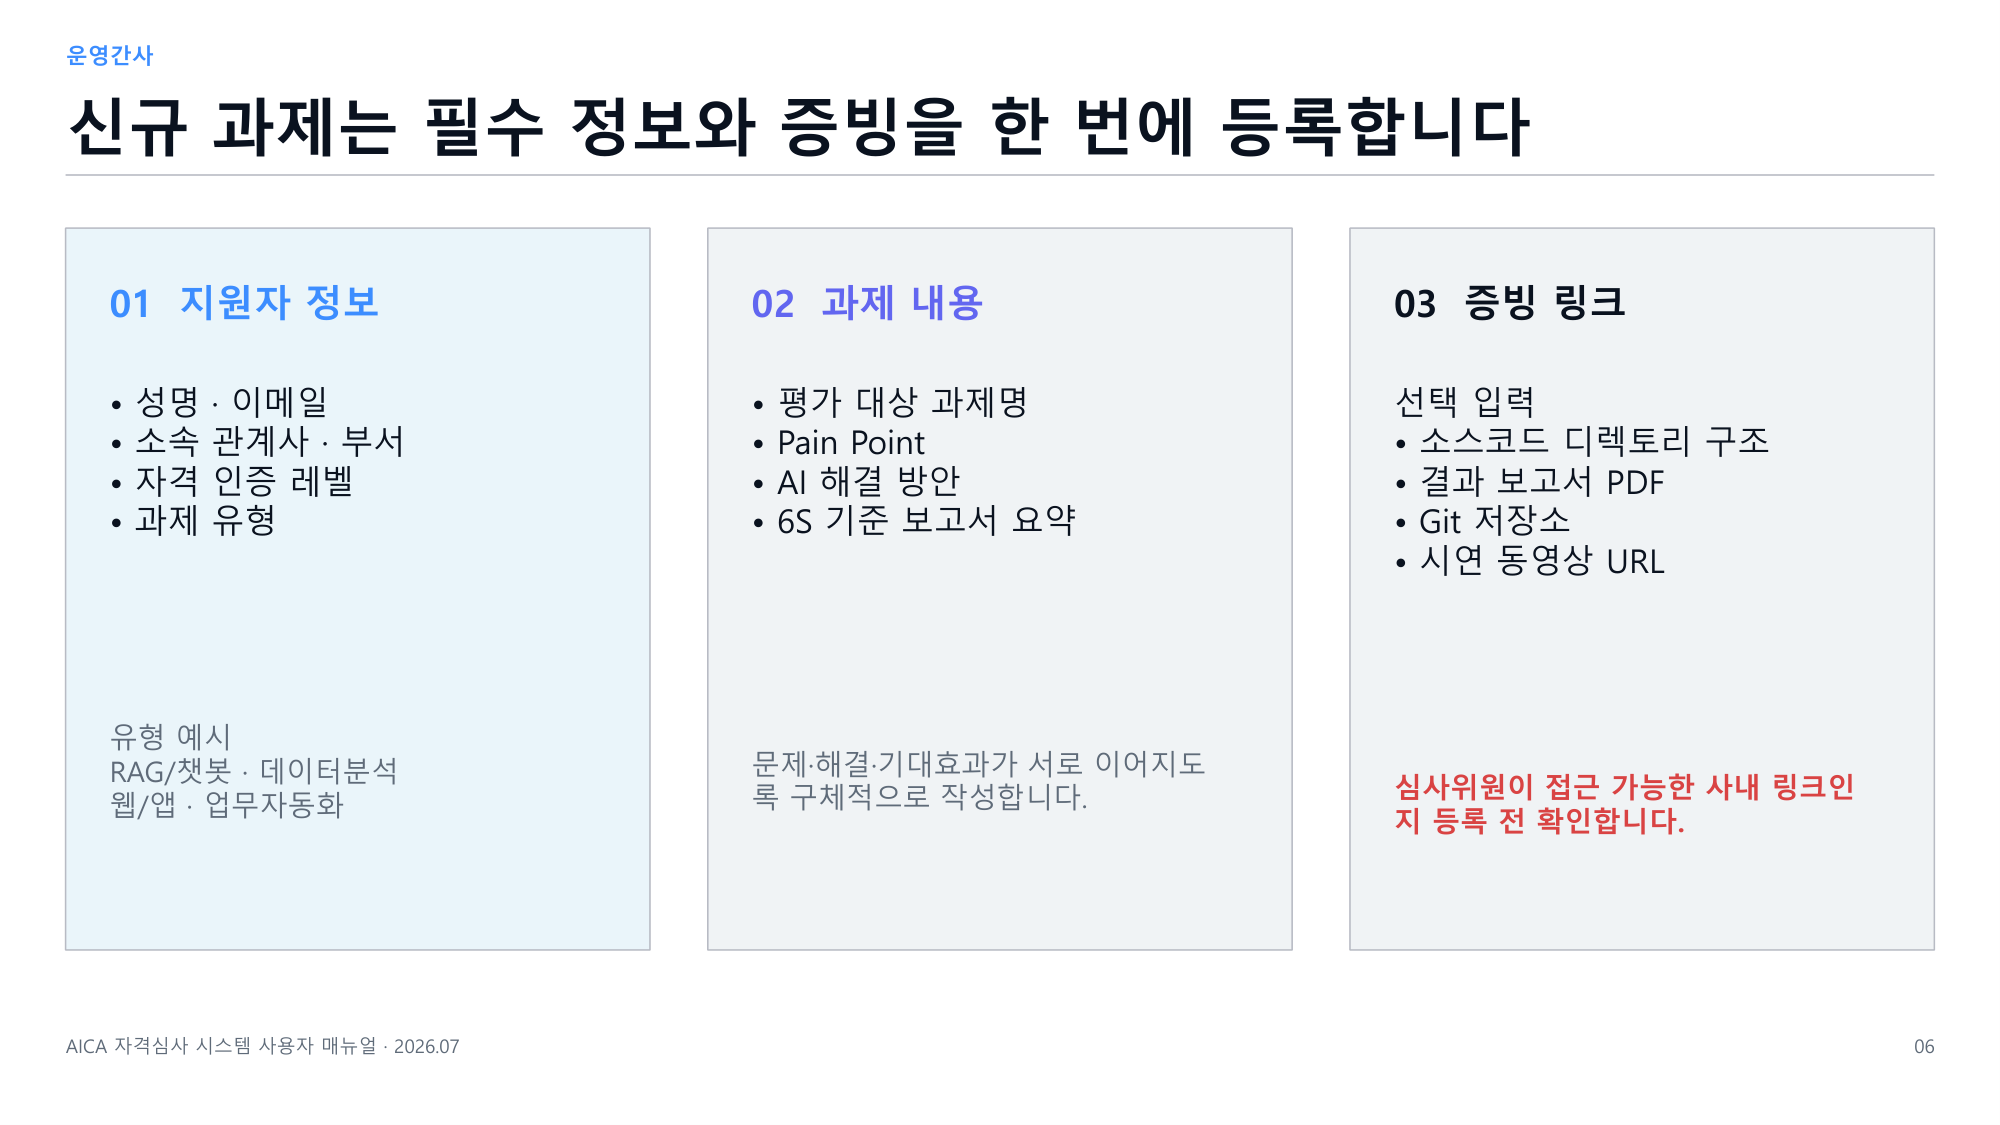 운영간사
신규 과제는 필수 정보와 증빙을 한 번에 등록합니다
01 지원자 정보
• 성명 · 이메일
• 소속 관계사 · 부서
• 자격 인증 레벨
• 과제 유형
유형 예시
RAG/챗봇 · 데이터분석
웹/앱 · 업무자동화
02 과제 내용
• 평가 대상 과제명
• Pain Point
• AI 해결 방안
• 6S 기준 보고서 요약
문제·해결·기대효과가 서로 이어지도
록 구체적으로 작성합니다.
03 증빙 링크
선택 입력
• 소스코드 디렉토리 구조
• 결과 보고서 PDF
• Git 저장소
• 시연 동영상 URL
심사위원이 접근 가능한 사내 링크인
지 등록 전 확인합니다.
AICA 자격심사 시스템 사용자 매뉴얼 · 2026.07
06